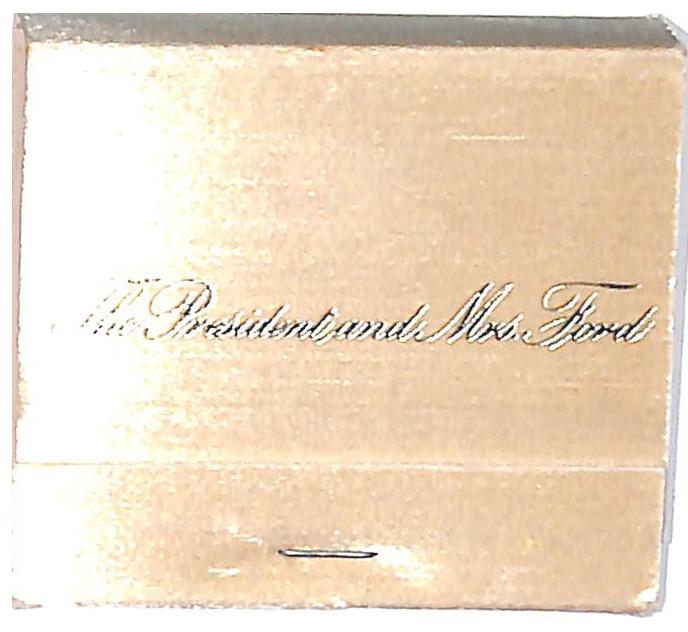 The President and Mrs. Ford